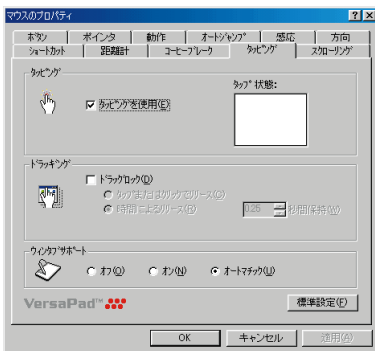 マウスのプロパティ
ボタン ポインタ 動作 オートジャンプ 感応 方向
ショートカット 距離計 コーヒーブレーク タッピング スクローリング
タッピング
タッピングを使用(E)
タップ状態:
ドラッキング
ドラッグロック(D)
タップまたはクリックでリリース(C)
時間によるリリース(R) 0.25 秒間保持(W)
ウィンタブサポート
オフ(O) オン(N) オートマチック(U)
VersaPad™
標準設定(F)
OK キャンセル 適用(A)